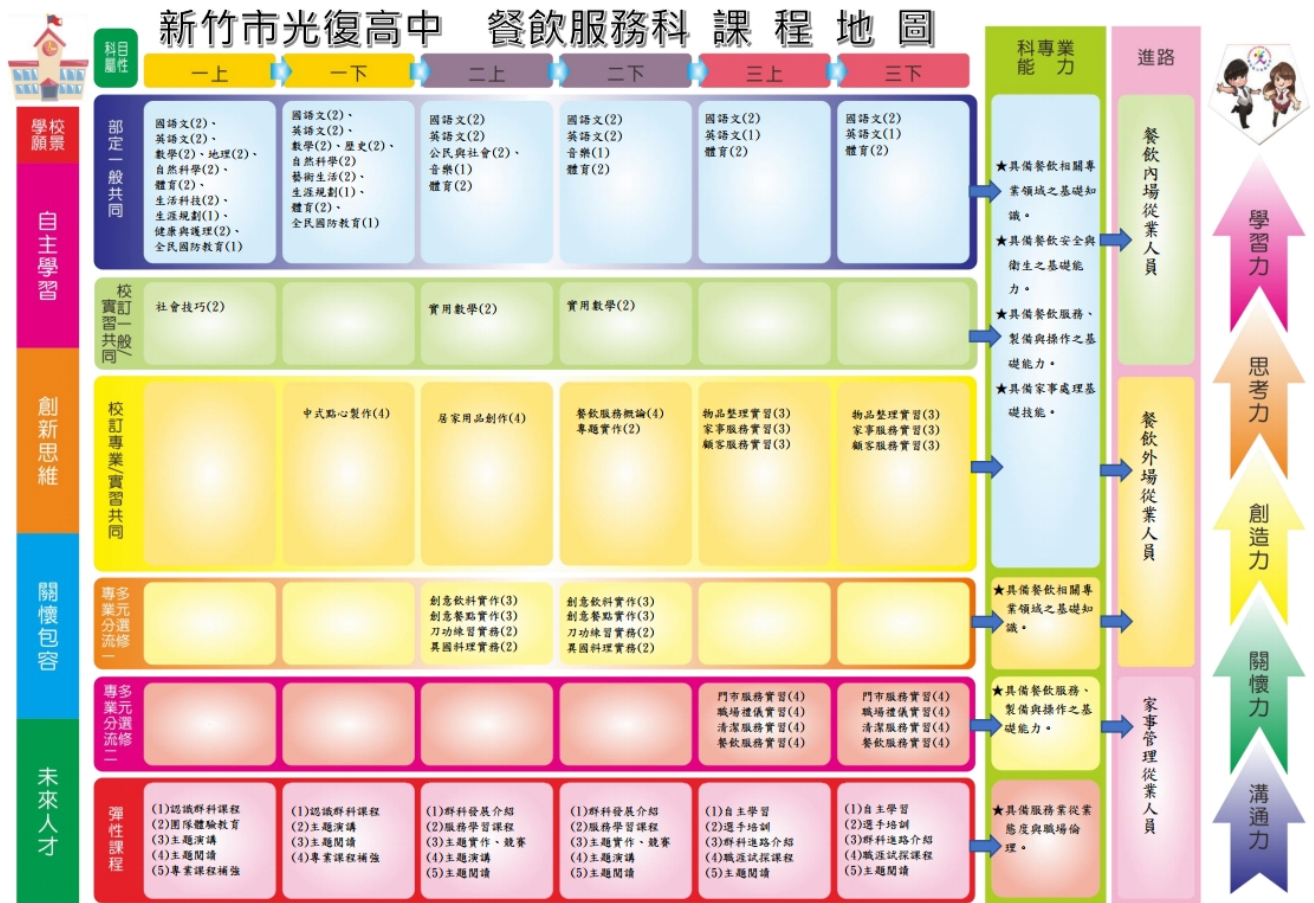 新竹市光復高中 餐飲服務科 課程地圖
科目屬性
一上
一下
二上
二下
三上
三下
科專業能力
進路
學校願景
自主學習
創新思維
關懷包容
未來人才
部定一般共同
國語文(2)、
英語文(2)、
數學(2)、地理(2)、
自然科學(2)、
體育(2)、
生活科技(2)、
生涯規劃(1)、
健康與護理(2)、
全民國防教育(1)
國語文(2)、
英語文(2)、
數學(2)、歷史(2)、
自然科學(2)
藝術生活(2)、
生涯規劃(1)、
體育(2)、
全民國防教育(1)
國語文(2)
英語文(2)
公民與社會(2)、
音樂(1)
體育(2)
國語文(2)
英語文(2)
音樂(1)
體育(2)
國語文(2)
英語文(1)
體育(2)
國語文(2)
英語文(1)
體育(2)
校訂一般/實習共同
社會技巧(2)
實用數學(2)
實用數學(2)
校訂專業/實習共同
中式點心製作(4)
居家用品創作(4)
餐飲服務概論(4)
專題實作(2)
物品整理實習(3)
家事服務實習(3)
顧客服務實習(3)
物品整理實習(3)
家事服務實習(3)
顧客服務實習(3)
多元選修專業分流一
創意飲料實作(3)
創意餐點實作(3)
刀功練習實務(2)
異國料理實務(2)
創意飲料實作(3)
創意餐點實作(3)
刀功練習實務(2)
異國料理實務(2)
多元選修專業分流二
門市服務實習(4)
職場禮儀實習(4)
清潔服務實習(4)
餐飲服務實習(4)
門市服務實習(4)
職場禮儀實習(4)
清潔服務實習(4)
餐飲服務實習(4)
彈性課程
(1)認識群科課程
(2)團隊體驗教育
(3)主題演講
(4)主題閱讀
(5)專業課程補強
(1)認識群科課程
(2)主題演講
(3)主題閱讀
(4)專業課程補強
(1)群科發展介紹
(2)服務學習課程
(3)主題實作、競賽
(4)主題演講
(5)主題閱讀
(1)群科發展介紹
(2)服務學習課程
(3)主題實作、競賽
(4)主題演講
(5)主題閱讀
(1)自主學習
(2)選手培訓
(3)群科進路介紹
(4)職涯試探課程
(5)主題閱讀
(1)自主學習
(2)選手培訓
(3)群科進路介紹
(4)職涯試探課程
(5)主題閱讀
★具備餐飲相關專
業領域之基礎知
識。
★具備餐飲安全與
衛生之基礎能
力。
★具備餐飲服務、
製備與操作之基
礎能力。
★具備家事處理基
礎技能。
★具備餐飲相關專
業領域之基礎知
識。
★具備餐飲服務、
製備與操作之基
礎能力。
★具備服務業從業
態度與職場倫
理。
餐飲內場從業人員
餐飲外場從業人員
家事管理從業人員
學習力
思考力
創造力
關懷力
溝通力